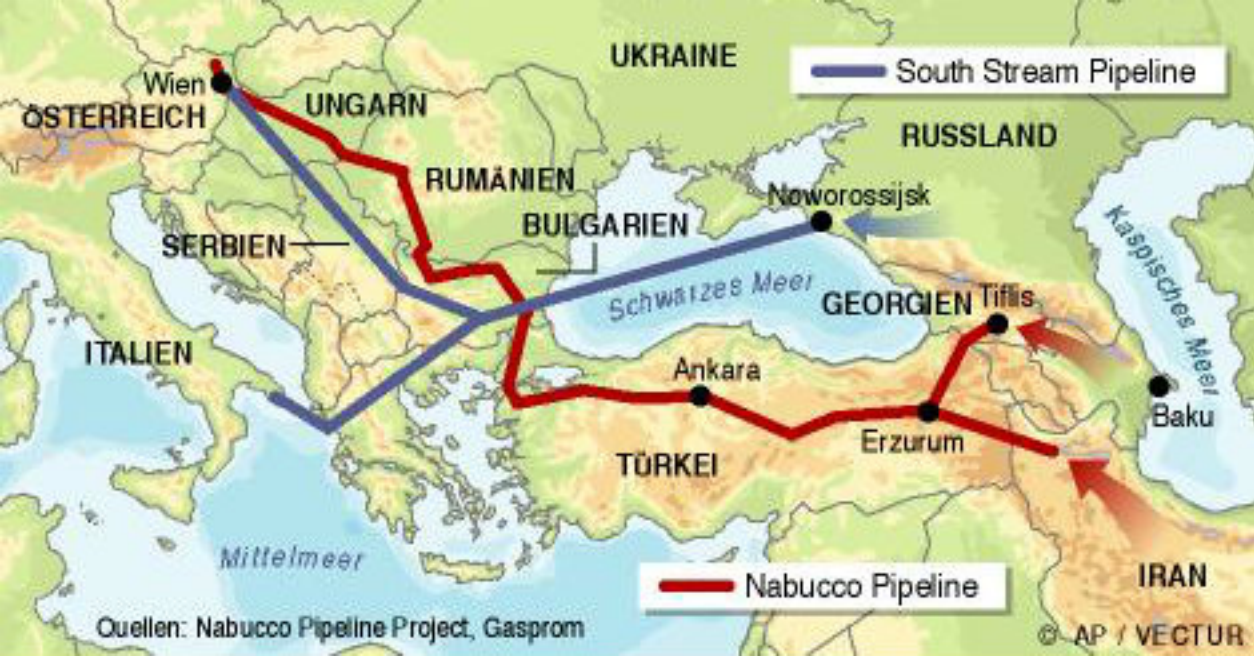 UKRAINE
South Stream Pipeline
Wien
ÖSTERREICH
UNGARN
RUSSLAND
RUMÄNIEN
Noworossijsk
BULGARIEN
SERBIEN
Kaspisches Meer
Schwarzes Meer
GEORGIEN
Tiflis
ITALIEN
Ankara
Baku
Erzurum
TÜRKEI
Mittelmeer
IRAN
Nabucco Pipeline
Quellen: Nabucco Pipeline Project, Gasprom
© AP / VECTUR